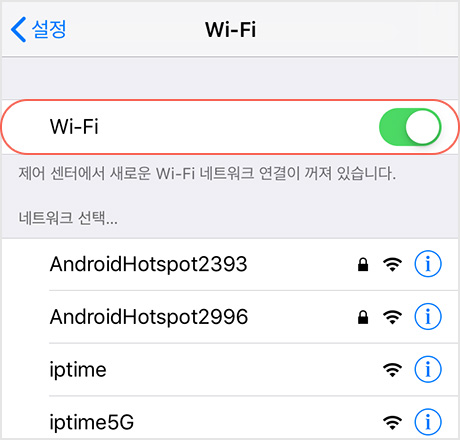 설정 Wi-Fi
Wi-Fi
제어 센터에서 새로운 Wi-Fi 네트워크 연결이 꺼져 있습니다.
네트워크 선택...
AndroidHotspot2393
AndroidHotspot2996
iptime
iptime5G